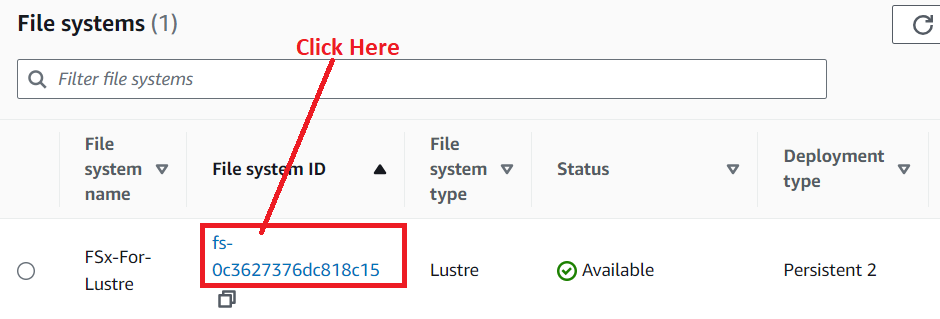 File systems (1)
Click Here
Filter file systems
File
system
name
File system ID
File
system
type
Status
Deployment
type
FSx-For-
Lustre
fs-
0c3627376dc818c15
Lustre
Available
Persistent 2